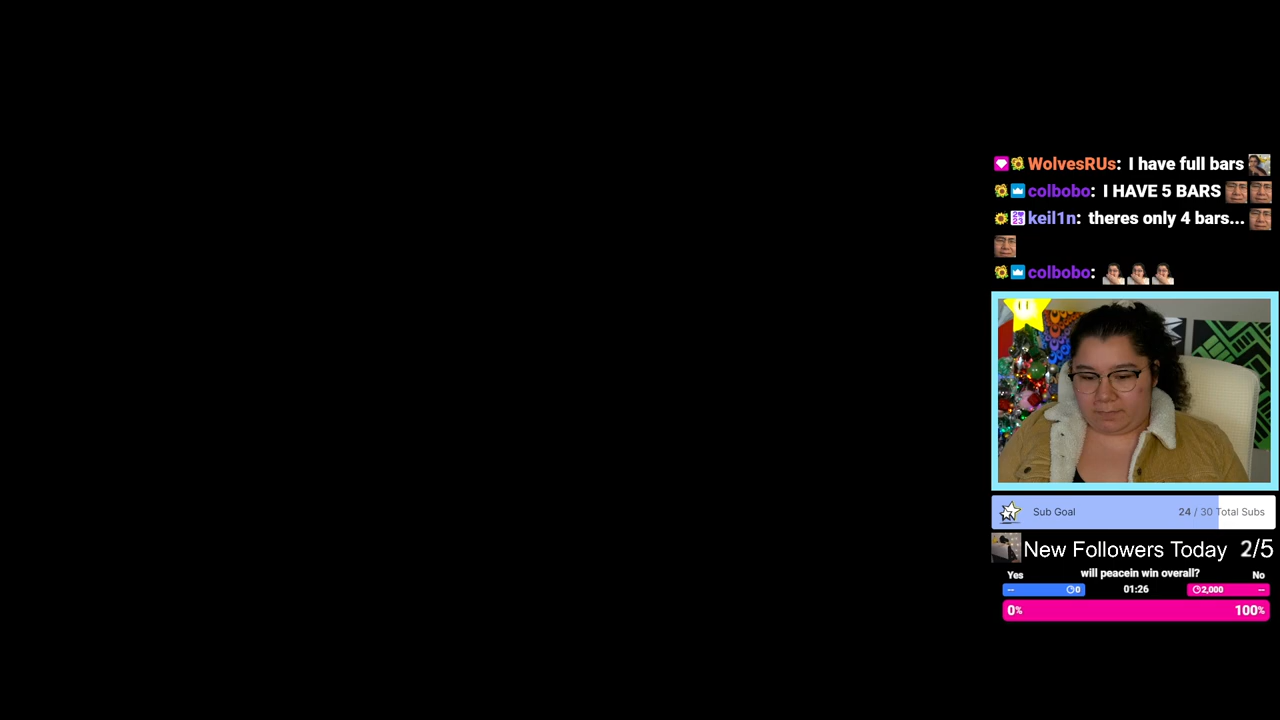 WolvesRUs: I have full bars
colbobo: I HAVE 5 BARS
keil1n: theres only 4 bars...
colbobo:
Sub Goal 24 / 30 Total Subs
New Followers Today 2/5
will peacein win overall?
Yes No
-- 0 01:26 2,000 --
0% 100%